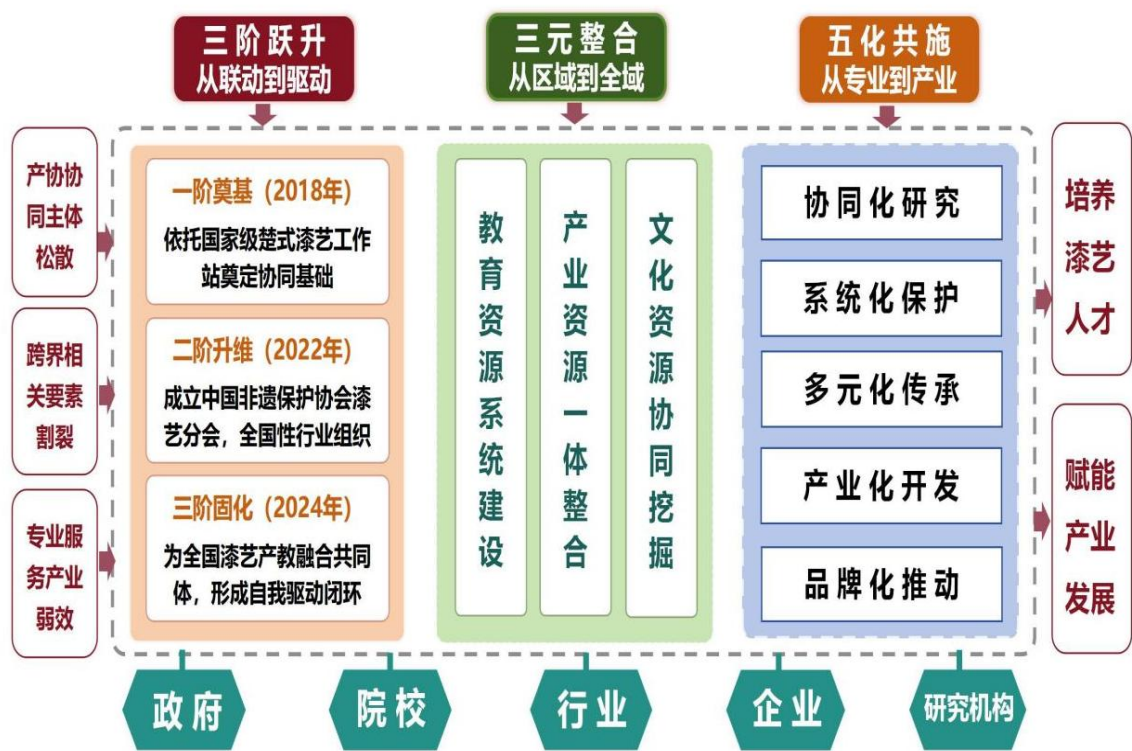 三阶跃升
从联动到驱动
三元整合
从区域到全域
五化共施
从专业到产业
产协协
同主体
松散
跨界相
关要素
割裂
专业服
务产业
弱效
一阶奠基（2018年）
依托国家级楚式漆艺工作
站奠定协同基础
二阶升维（2022年）
成立中国非遗保护协会漆
艺分会，全国性行业组织
三阶固化（2024年）
为全国漆艺产教融合共同
体，形成自我驱动闭环
教育资源系统建设
产业资源一体整合
文化资源协同挖掘
协同化研究
系统化保护
多元化传承
产业化开发
品牌化推动
培养
漆艺
人才
赋能
产业
发展
政府
院校
行业
企业
研究机构